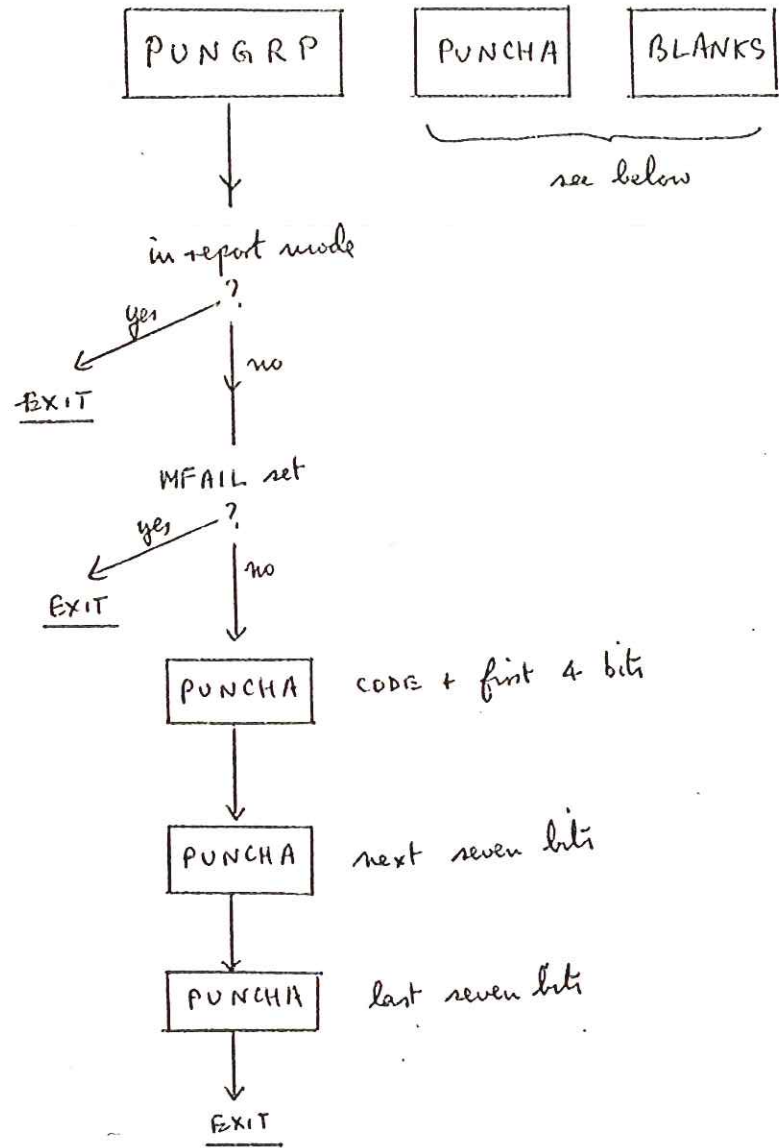 PUNGRP PUNCHA BLANKS
see below
in report mode
?
yes
no
EXIT
MFAIL set
?
yes
no
EXIT
PUNCHA CODE + first 4 bits
PUNCHA next seven bits
PUNCHA last seven bits
EXIT